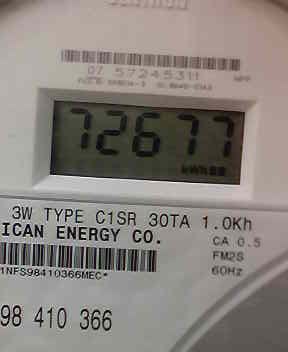 07 57245311
72677
kWh
3W TYPE C1SR 30TA 1.0Kh
ICAN ENERGY CO.
CA 0.5
FM2S
60Hz
1NFS98410366MEC*
98 410 366